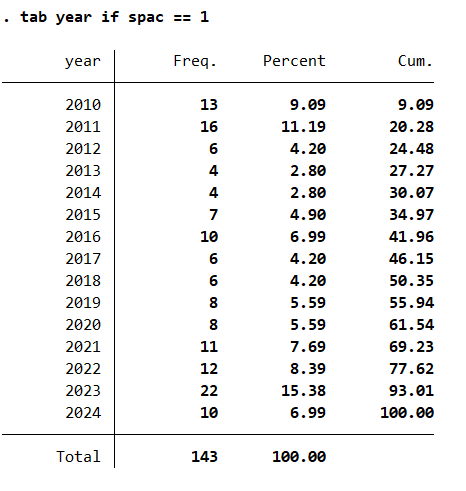 . tab year if spac == 1
year Freq. Percent Cum.
2010 13 9.09 9.09
2011 16 11.19 20.28
2012 6 4.20 24.48
2013 4 2.80 27.27
2014 4 2.80 30.07
2015 7 4.90 34.97
2016 10 6.99 41.96
2017 6 4.20 46.15
2018 6 4.20 50.35
2019 8 5.59 55.94
2020 8 5.59 61.54
2021 11 7.69 69.23
2022 12 8.39 77.62
2023 22 15.38 93.01
2024 10 6.99 100.00
Total 143 100.00